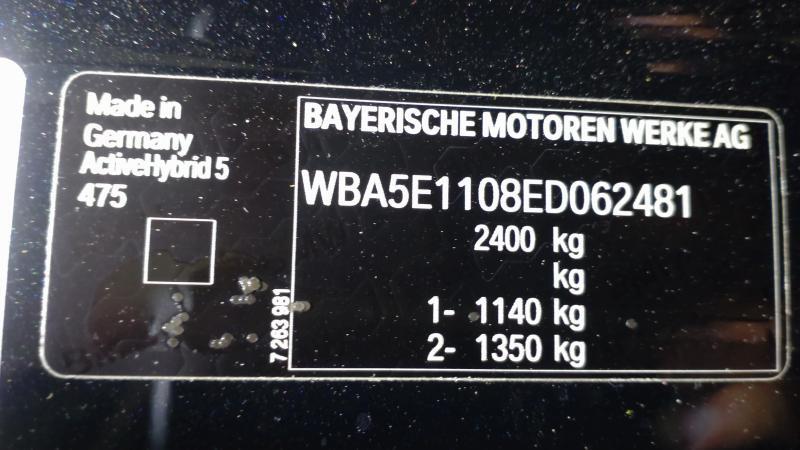 Made in
Germany
ActiveHybrid 5
475
7 263 981
BAYERISCHE MOTOREN WERKE AG
WBA5E1108ED062481
2400 kg
kg
1- 1140 kg
2- 1350 kg